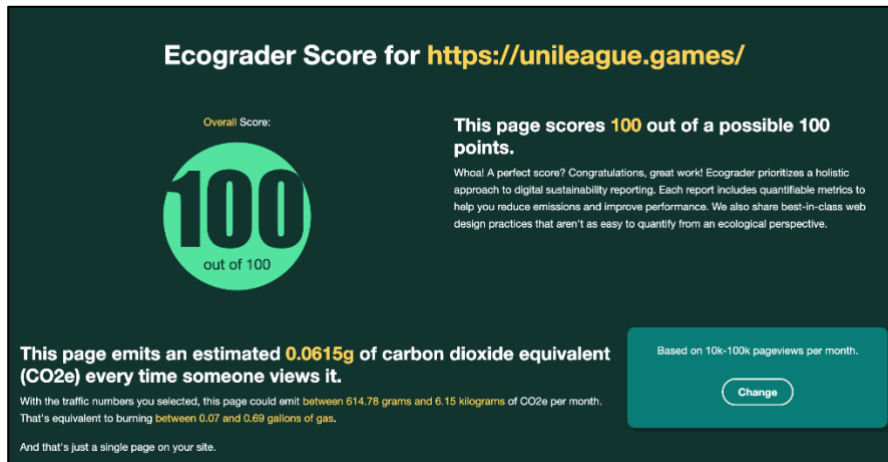 Ecograder Score for https://unileague.games/
Overall Score:
100
out of 100
This page scores 100 out of a possible 100
points.
Whoa! A perfect score? Congratulations, great work! Ecograder prioritizes a holistic
approach to digital sustainability reporting. Each report includes quantifiable metrics to
help you reduce emissions and improve performance. We also share best-in-class web
design practices that aren't as easy to quantify from an ecological perspective.
This page emits an estimated 0.0615g of carbon dioxide equivalent
(CO2e) every time someone views it.
With the traffic numbers you selected, this page could emit between 614.78 grams and 6.15 kilograms of CO2e per month.
That's equivalent to burning between 0.07 and 0.69 gallons of gas.
And that's just a single page on your site.
Based on 10k-100k pageviews per month.
Change